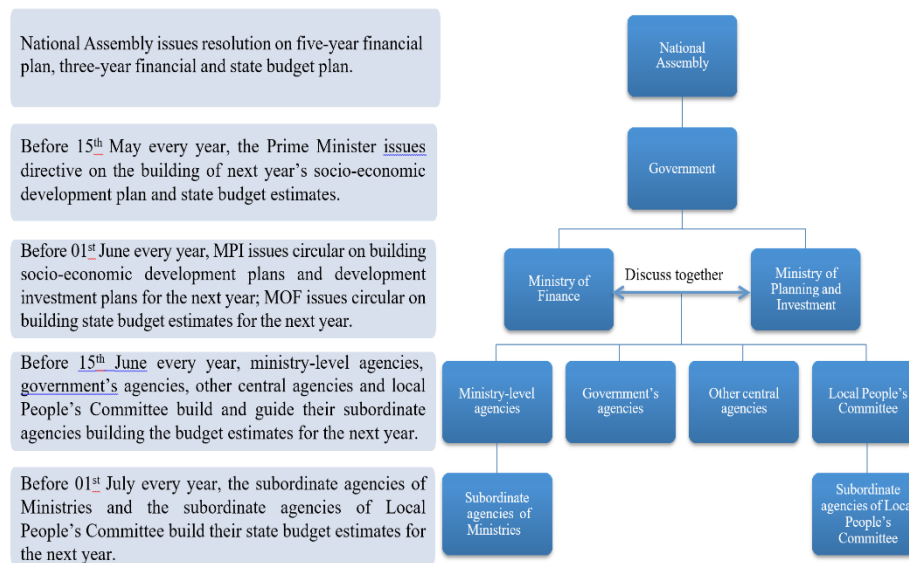 National Assembly issues resolution on five-year financial
plan, three-year financial and state budget plan.
Before 15th May every year, the Prime Minister issues
directive on the building of next year's socio-economic
development plan and state budget estimates.
Before 01st June every year, MPI issues circular on building
socio-economic development plans and development
investment plans for the next year; MOF issues circular on
building state budget estimates for the next year.
Before 15th June every year, ministry-level agencies,
government's agencies, other central agencies and local
People's Committee build and guide their subordinate
agencies building the budget estimates for the next year.
Before 01st July every year, the subordinate agencies of
Ministries and the subordinate agencies of Local
People's Committee build their state budget estimates for
the next year.
National
Assembly
Government
Ministry of
Finance
Discuss together
Ministry of
Planning and
Investment
Ministry-level
agencies
Government's
agencies
Other central
agencies
Local People's
Committee
Subordinate
agencies of
Ministries
Subordinate
agencies of Local
People's
Committee